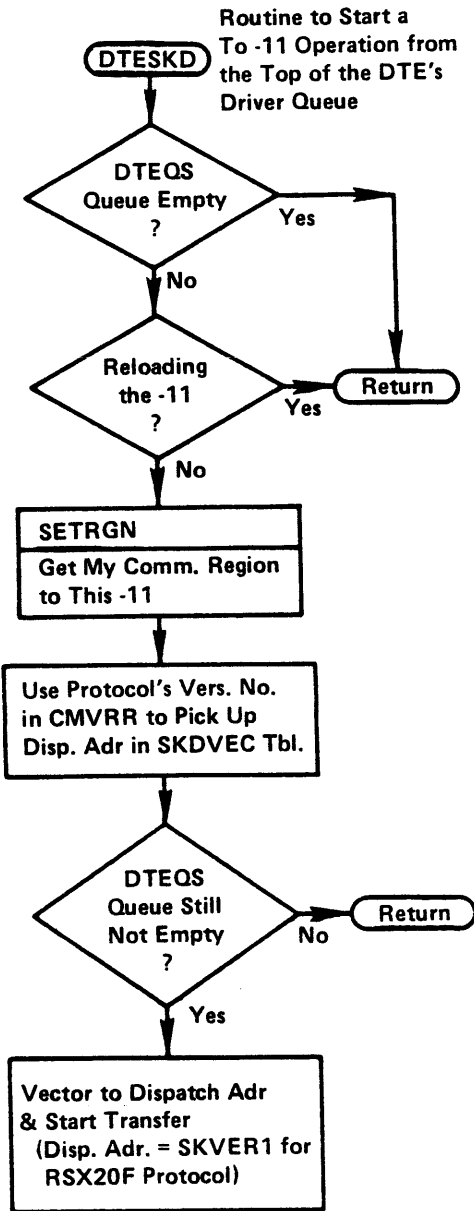 Routine to Start a
To -11 Operation from
the Top of the DTE's
Driver Queue
DTESKD
DTEQS
Queue Empty
?
Yes
No
Reloading
the -11
?
Yes
Return
No
SETRGN
Get My Comm. Region
to This -11
Use Protocol's Vers. No.
in CMVRR to Pick Up
Disp. Adr in SKDVEC Tbl.
DTEQS
Queue Still
Not Empty
?
No
Return
Yes
Vector to Dispatch Adr
& Start Transfer
(Disp. Adr. = SKVER1 for
RSX20F Protocol)